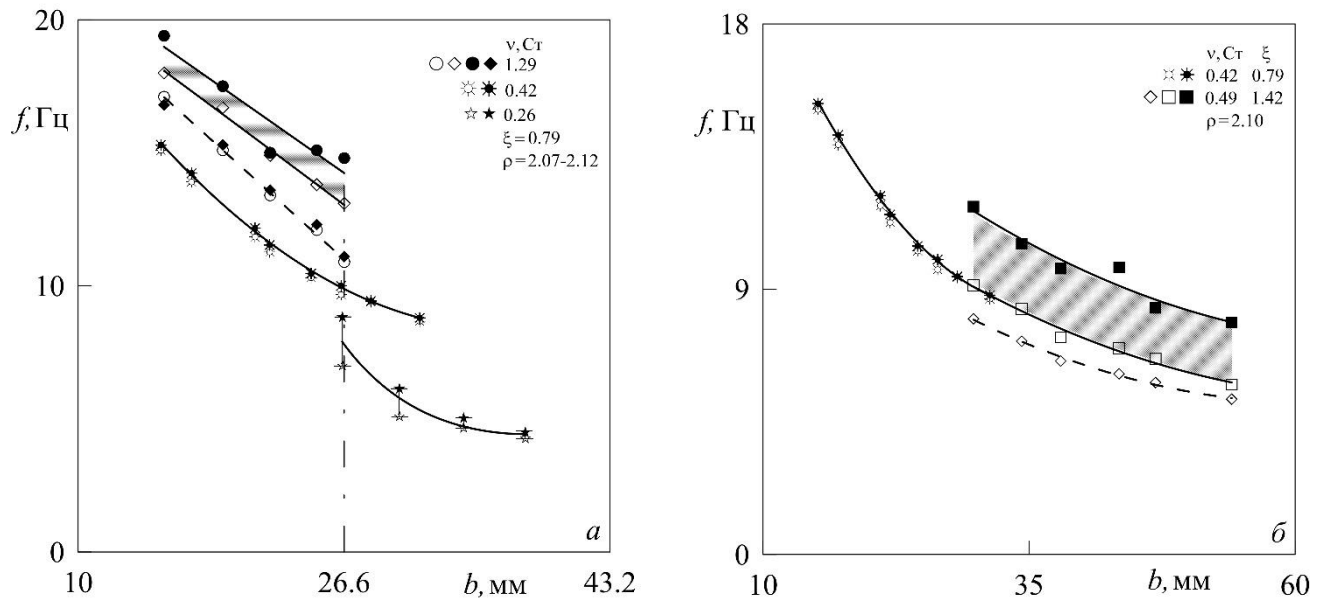 20
f, Гц
10
0
10
26.6
b, мм
43.2
ν, Ст
1.29
0.42
0.26
ξ=0.79
ρ=2.07-2.12
а
18
f, Гц
9
0
10
35
b, мм
60
ν, Ст ξ
0.42 0.79
0.49 1.42
ρ=2.10
б